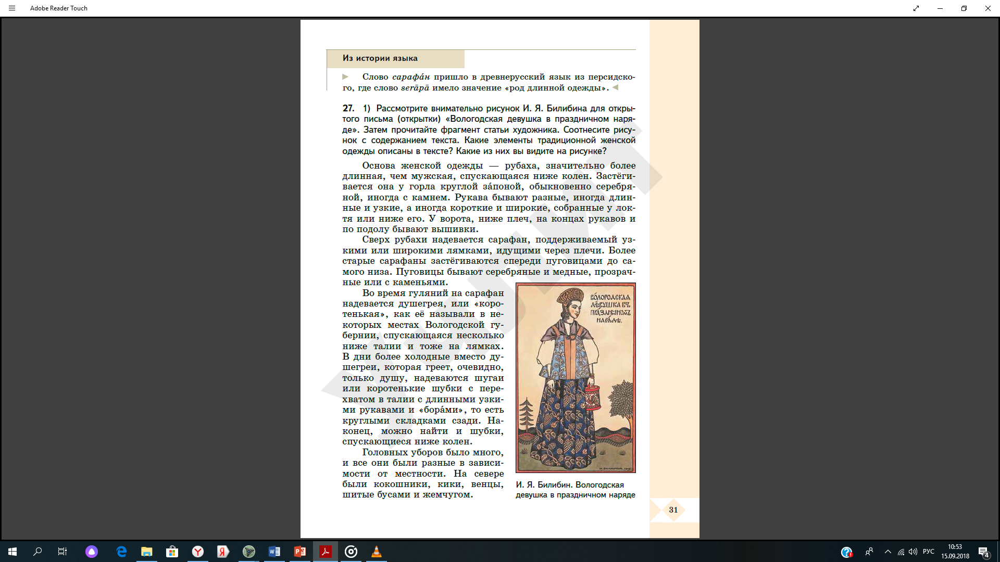 Adobe Reader Touch
Из истории языка
Слово сарафа́н пришло в древнерусский язык из персидско-
го, где слово serāpā имело значение «род длинной одежды».
27. 1) Рассмотрите внимательно рисунок И. Я. Билибина для откры-
того письма (открытки) «Вологодская девушка в праздничном наря-
де». Затем прочитайте фрагмент статьи художника. Соотнесите рису-
нок с содержанием текста. Какие элементы традиционной женской
одежды описаны в тексте? Какие из них вы видите на рисунке?
Основа женской одежды — рубаха, значительно более
длинная, чем мужская, спускающаяся ниже колен. Застёги-
вается она у горла круглой за́поной, обыкновенно серебря-
ной, иногда с камнем. Рукава бывают разные, иногда длин-
ные и узкие, а иногда короткие и широкие, собранные у лок-
тя или ниже его. У ворота, ниже плеч, на концах рукавов и
по подолу бывают вышивки.
Сверх рубахи надевается сарафан, поддерживаемый уз-
кими или широкими лямками, идущими через плечи. Более
старые сарафаны застёгиваются спереди пуговицами до са-
мого низа. Пуговицы бывают серебряные и медные, прозрач-
ные или с каменьями.
Во время гуляний на сарафан
надевается душегрея, или «коро-
тенькая», как её называли в не-
которых местах Вологодской гу-
бернии, спускающаяся несколько
ниже талии и тоже на лямках.
В дни более холодные вместо ду-
шегреи, которая греет, очевидно,
только душу, надеваются шугаи
или коротенькие шубки с пере-
хватом в талии с длинными узки-
ми рукавами и «бора́ми», то есть
круглыми складками сзади. На-
конец, можно найти и шубки,
спускающиеся ниже колен.
Головных уборов было много,
и все они были разные в зависи-
мости от местности. На севере
были кокошники, кики, венцы,
шитые бусами и жемчугом.
ВОЛОГОДСКАЯ
ДѢВУШКА ВЪ
ПРАЗДНИЧНОМЪ
НАРЯДѢ.
И. Я. Билибин. Вологодская
девушка в праздничном наряде
31
Учлит
РУС
10:53
15.09.2018
4